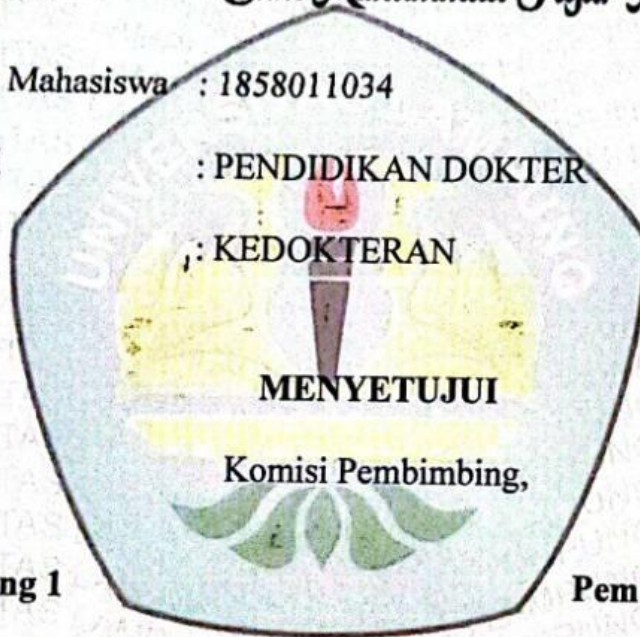 Mahasiswa : 1858011034
: PENDIDIKAN DOKTER
: KEDOKTERAN
MENYETUJUI
Komisi Pembimbing,
ng 1 Pem